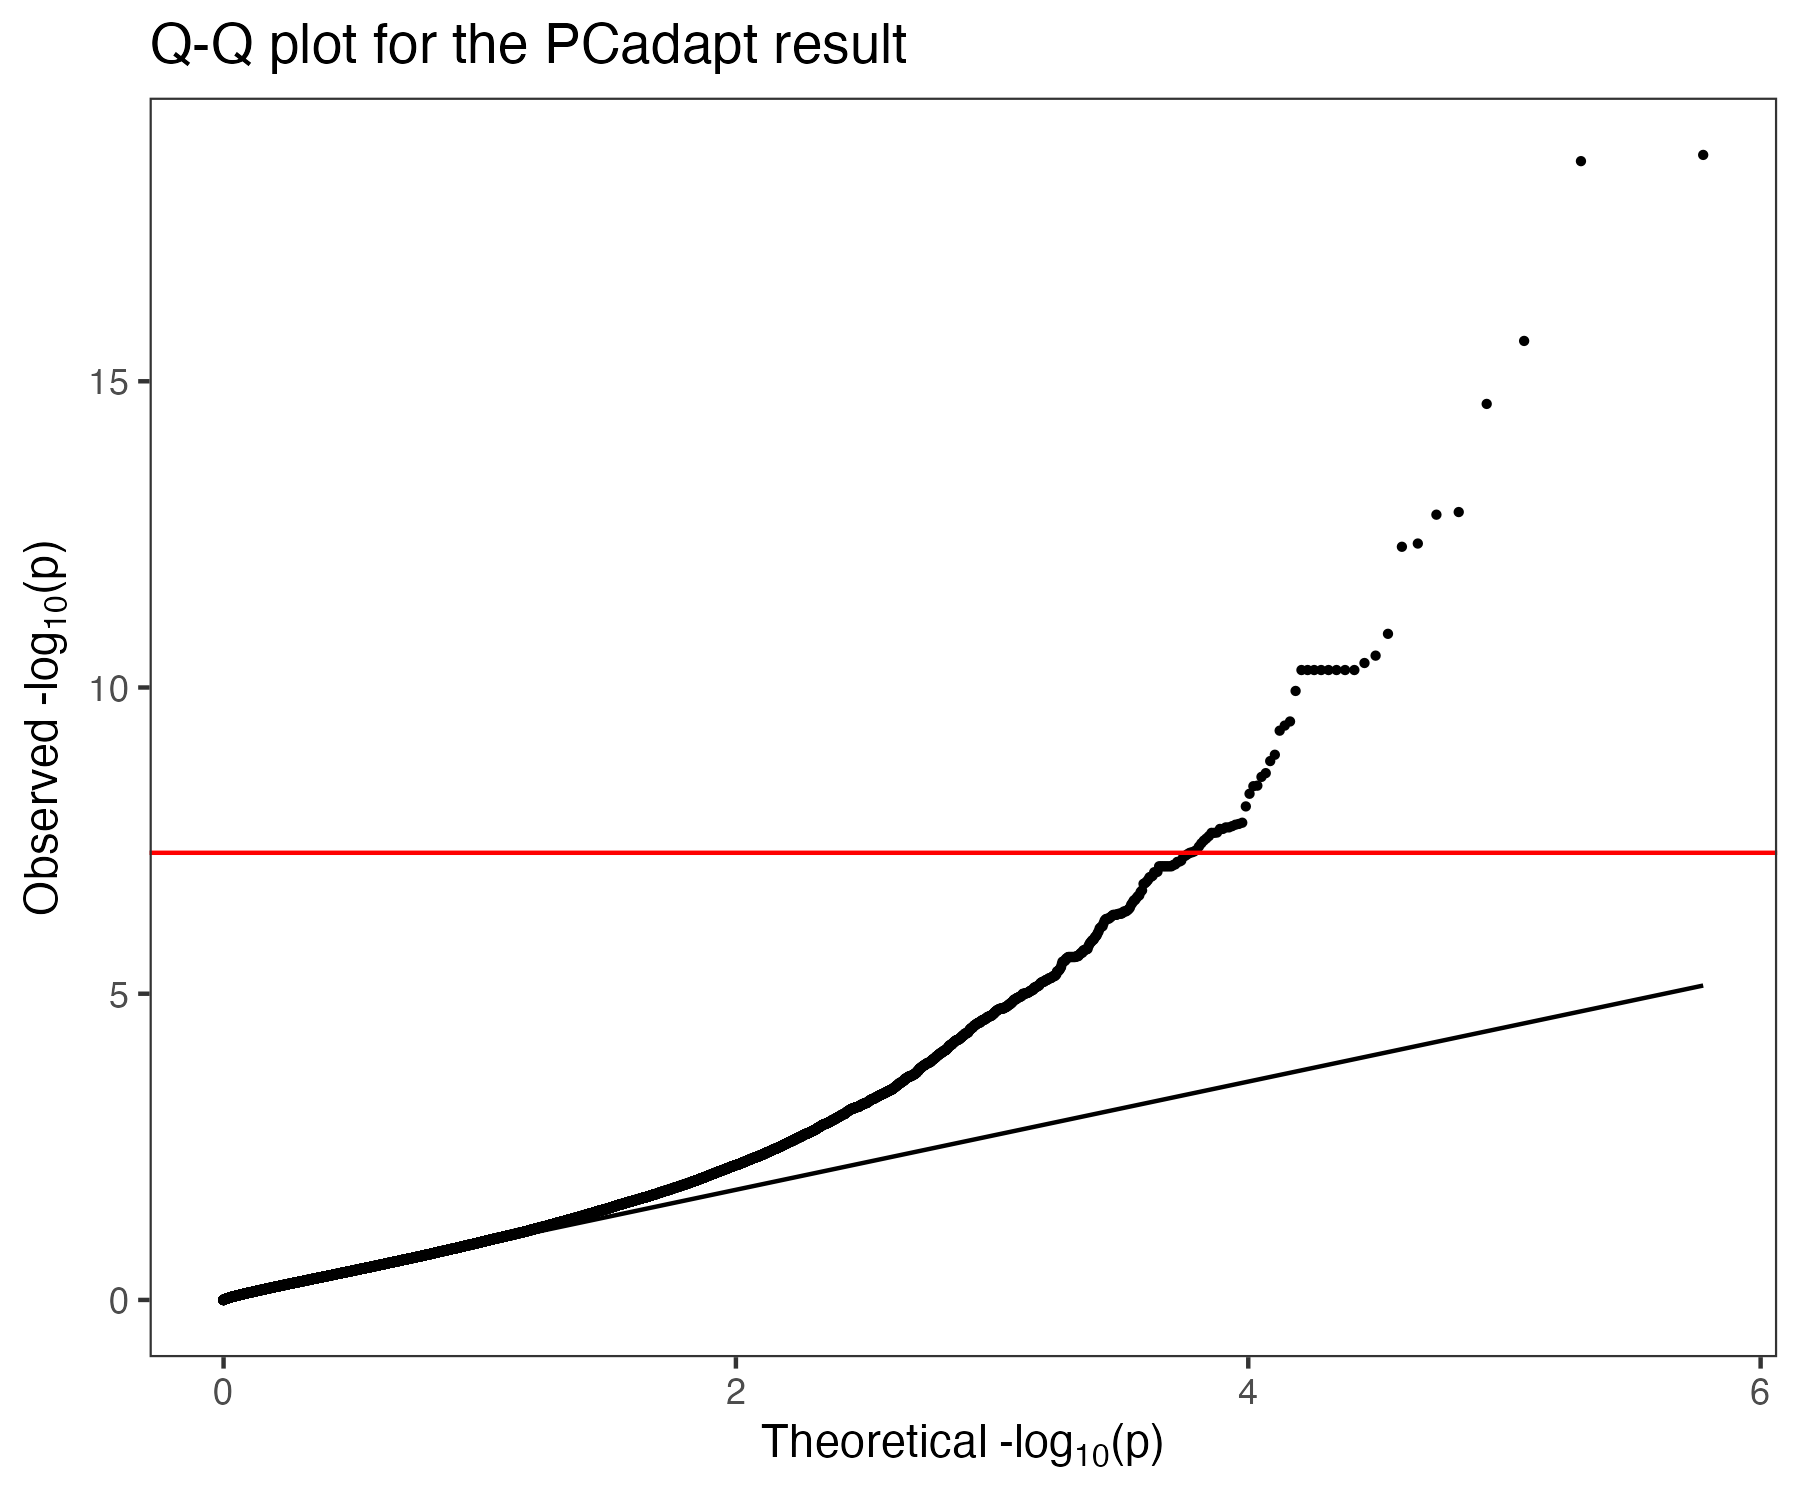 Q-Q plot for the PCadapt result
Observed -log₁₀(p)
15
10
5
0
0 2 4 6
Theoretical -log₁₀(p)